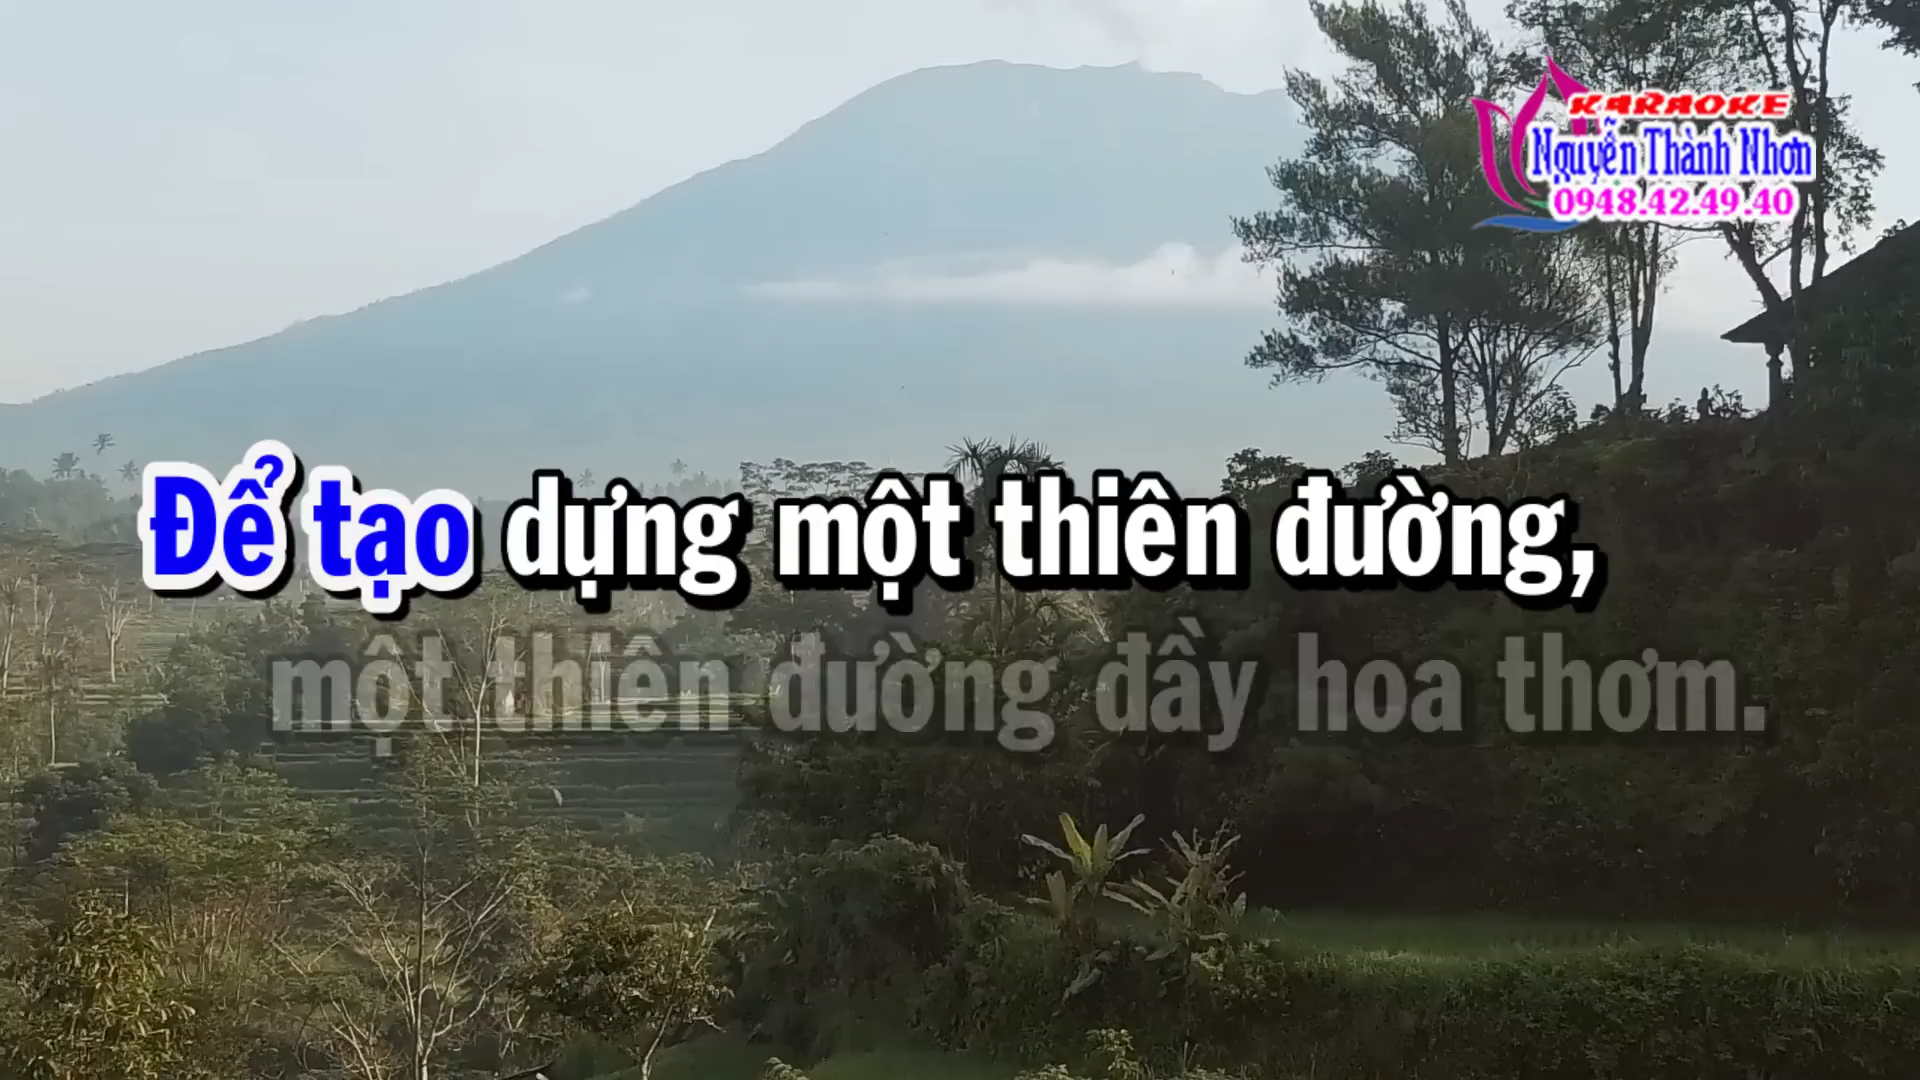 KARAOKE
Nguyễn Thành Nhơn
0948.42.49.40
Để tạo dựng một thiên đường,
một thiên đường đầy hoa thơm.